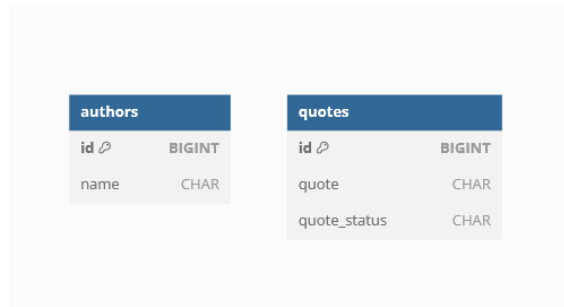 authors
id BIGINT
name CHAR
quotes
id BIGINT
quote CHAR
quote_status CHAR